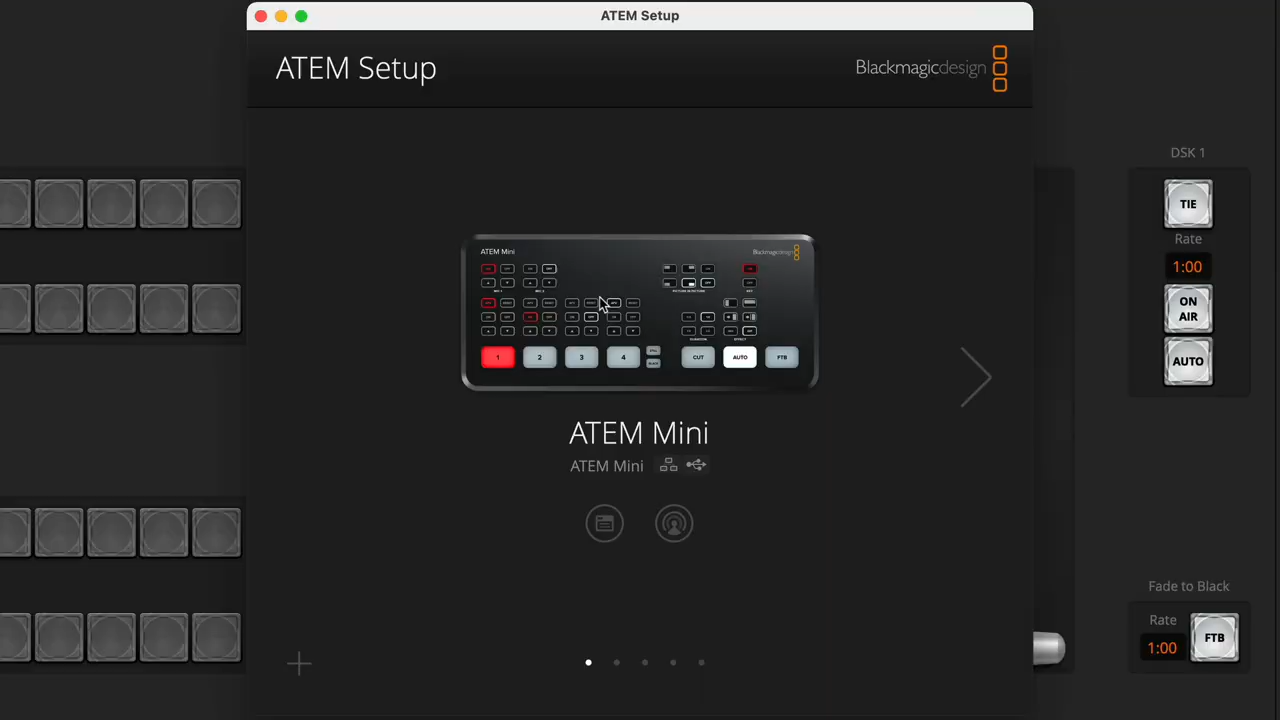 ATEM Setup
ATEM Setup
Blackmagicdesign
DSK 1
TIE
Rate
1:00
ON
AIR
AUTO
ATEM Mini
Blackmagicdesign
1
2
3
4
CUT
AUTO
FTB
ATEM Mini
ATEM Mini
Fade to Black
Rate
1:00
FTB